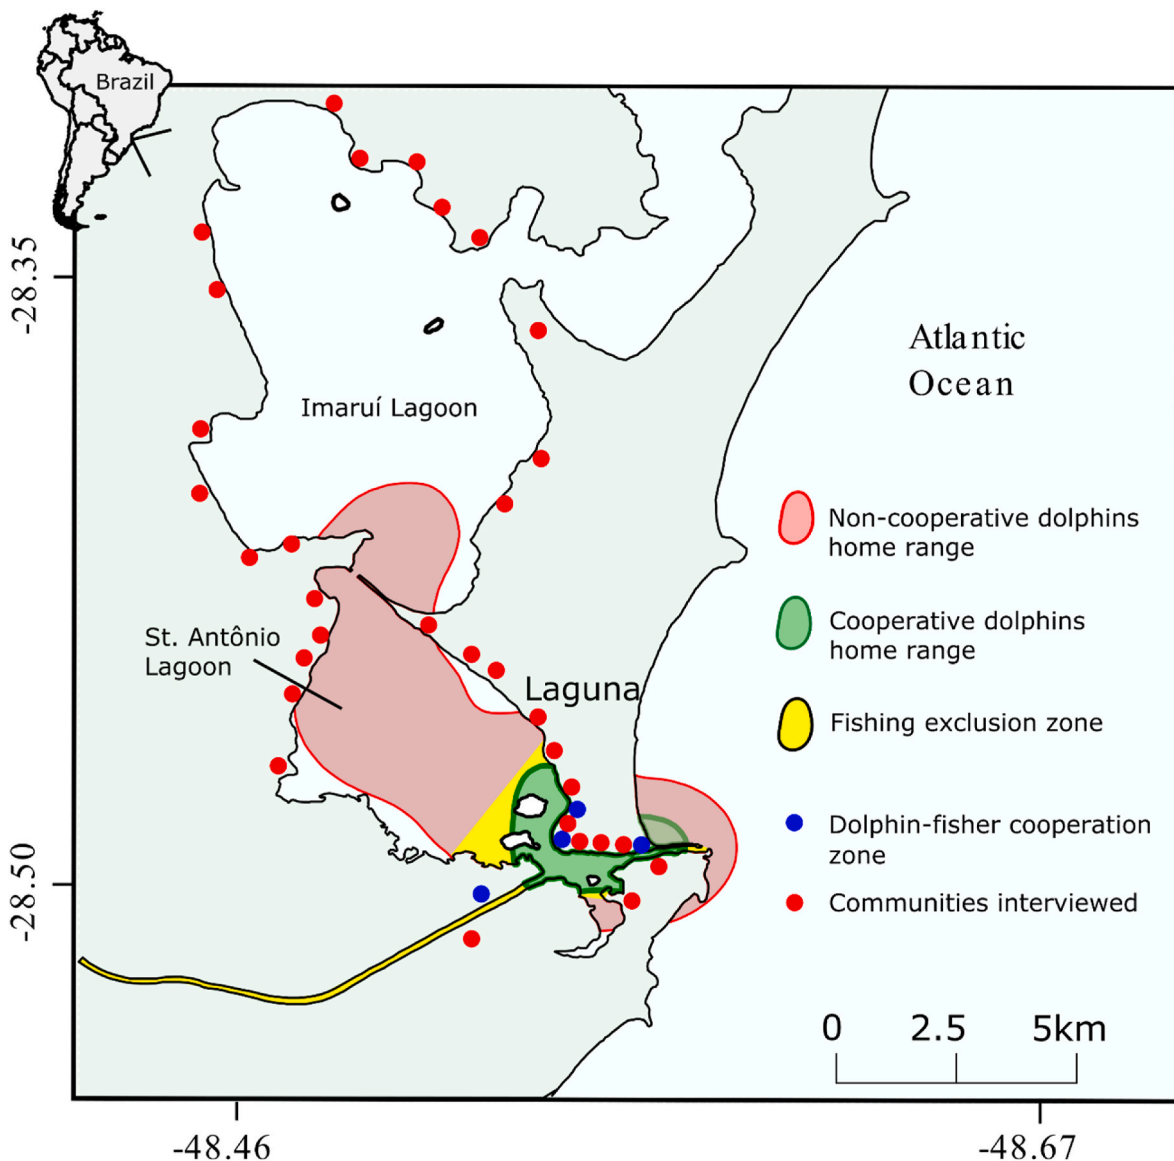 Brazil
-28.35
Atlantic
Ocean
Imaruí Lagoon
Non-cooperative dolphins
home range
Cooperative dolphins
home range
St. Antônio
Lagoon
Laguna
Fishing exclusion zone
Dolphin-fisher cooperation
zone
-28.50
Communities interviewed
0 2.5 5km
-48.46 -48.67